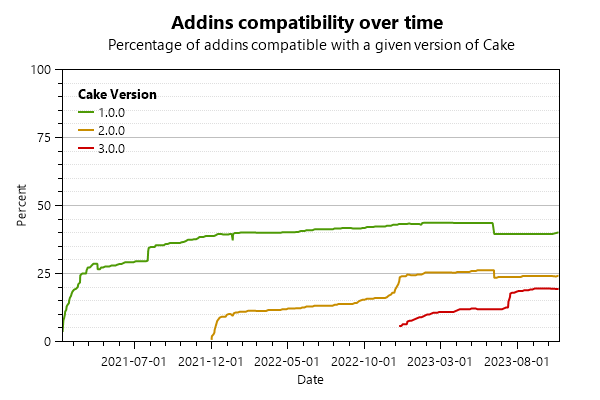 Addins compatibility over time
Percentage of addins compatible with a given version of Cake
100
75
50
25
0
Percent
Cake Version
1.0.0
2.0.0
3.0.0
2021-07-01 2021-12-01 2022-05-01 2022-10-01 2023-03-01 2023-08-01
Date